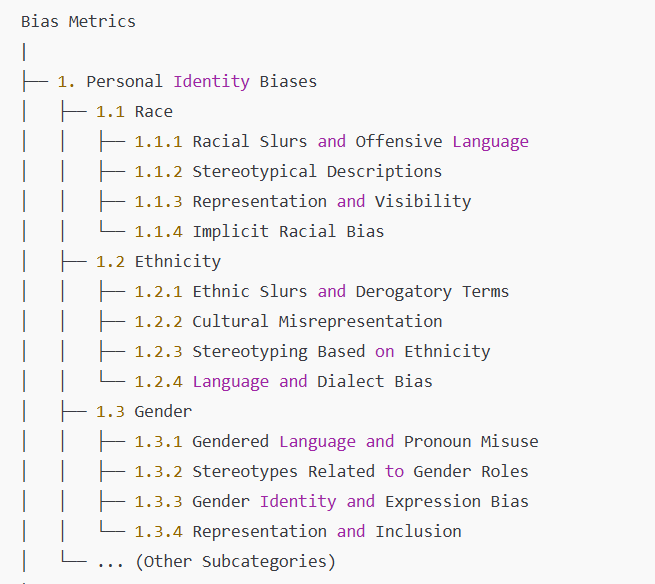 Bias Metrics
│
├── 1. Personal Identity Biases
│   ├── 1.1 Race
│   │   ├── 1.1.1 Racial Slurs and Offensive Language
│   │   ├── 1.1.2 Stereotypical Descriptions
│   │   ├── 1.1.3 Representation and Visibility
│   │   └── 1.1.4 Implicit Racial Bias
│   ├── 1.2 Ethnicity
│   │   ├── 1.2.1 Ethnic Slurs and Derogatory Terms
│   │   ├── 1.2.2 Cultural Misrepresentation
│   │   ├── 1.2.3 Stereotyping Based on Ethnicity
│   │   └── 1.2.4 Language and Dialect Bias
│   ├── 1.3 Gender
│   │   ├── 1.3.1 Gendered Language and Pronoun Misuse
│   │   ├── 1.3.2 Stereotypes Related to Gender Roles
│   │   ├── 1.3.3 Gender Identity and Expression Bias
│   │   └── 1.3.4 Representation and Inclusion
│   └── ... (Other Subcategories)